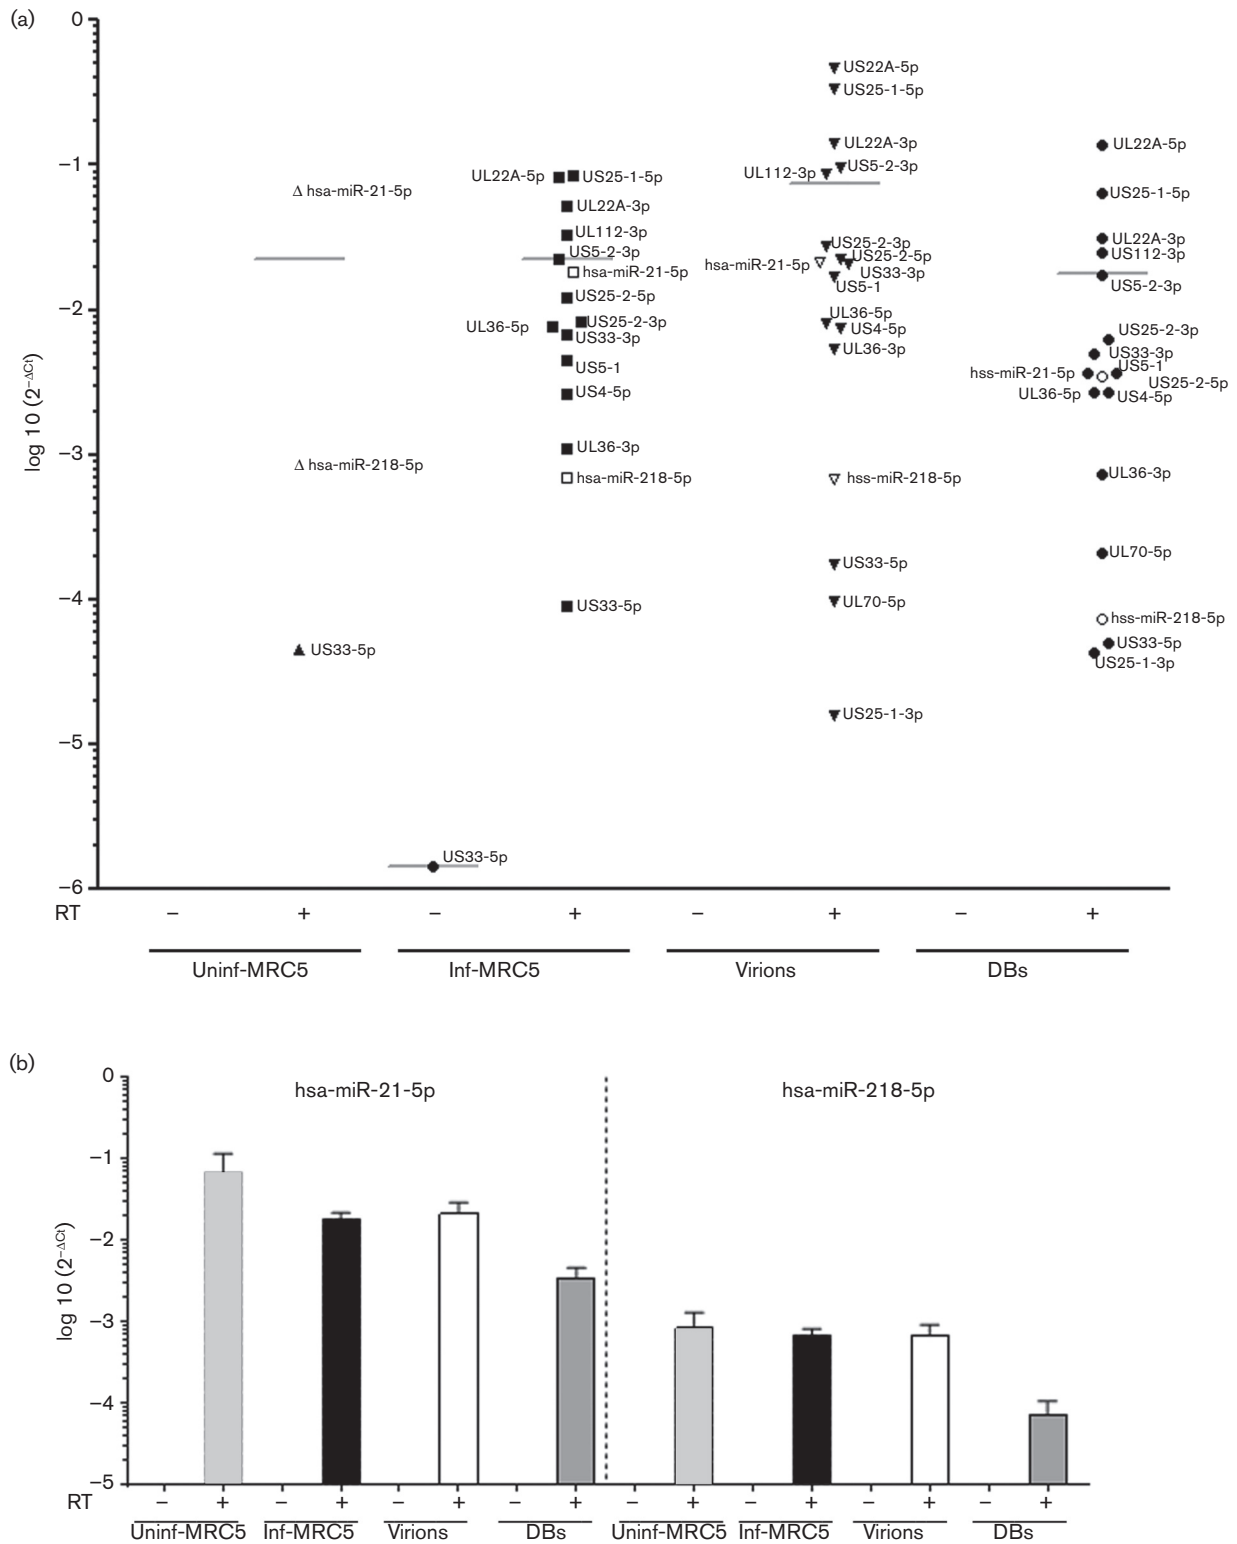 (a)
0
−1
−2
−3
−4
−5
−6
log 10 (2−ΔCt)
Δ hsa-miR-21-5p
Δ hsa-miR-218-5p
US33-5p
US33-5p
UL22A-5p
US25-1-5p
UL22A-3p
UL112-3p
US5-2-3p
hsa-miR-21-5p
US25-2-5p
UL36-5p
US25-2-3p
US33-3p
US5-1
US4-5p
UL36-3p
hsa-miR-218-5p
US33-5p
US22A-5p
US25-1-5p
UL22A-3p
US5-2-3p
UL112-3p
US25-2-3p
US25-2-5p
hsa-miR-21-5p
US33-3p
US5-1
UL36-5p
US4-5p
UL36-3p
hss-miR-218-5p
US33-5p
UL70-5p
US25-1-3p
UL22A-5p
US25-1-5p
UL22A-3p
US112-3p
US5-2-3p
US25-2-3p
US33-3p
US5-1
hss-miR-21-5p
US25-2-5p
UL36-5p
US4-5p
UL36-3p
UL70-5p
hss-miR-218-5p
US33-5p
US25-1-3p
RT − + − + − + − +
Uninf-MRC5 Inf-MRC5 Virions DBs
(b)
hsa-miR-21-5p hsa-miR-218-5p
0
−1
−2
−3
−4
−5
log 10 (2−ΔCt)
RT − + − + − + − + − + − + − + − +
Uninf-MRC5 Inf-MRC5 Virions DBs Uninf-MRC5 Inf-MRC5 Virions DBs